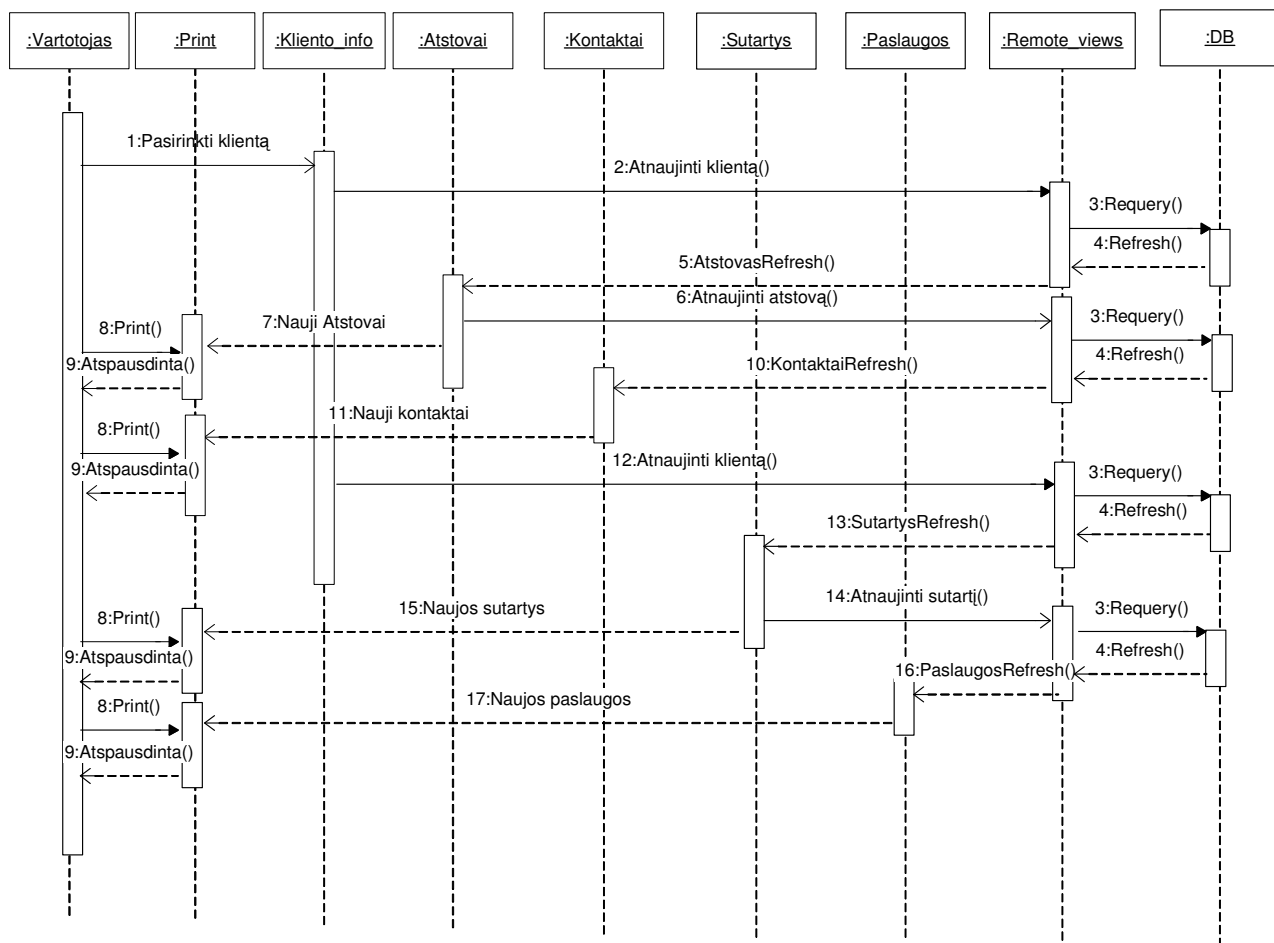 :Vartotojas
:Print
:Kliento_info
:Atstovai
:Kontaktai
:Sutartys
:Paslaugos
:Remote_views
:DB
1:Pasirinkti klientą
2:Atnaujinti klientą()
3:Requery()
4:Refresh()
5:AtstovasRefresh()
6:Atnaujinti atstovą()
7:Nauji Atstovai
8:Print()
3:Requery()
9:Atspausdinta()
4:Refresh()
10:KontaktaiRefresh()
11:Nauji kontaktai
8:Print()
9:Atspausdinta()
12:Atnaujinti klientą()
3:Requery()
4:Refresh()
13:SutartysRefresh()
14:Atnaujinti sutartį()
15:Naujos sutartys
8:Print()
3:Requery()
9:Atspausdinta()
4:Refresh()
16:PaslaugosRefresh()
17:Naujos paslaugos
8:Print()
9:Atspausdinta()